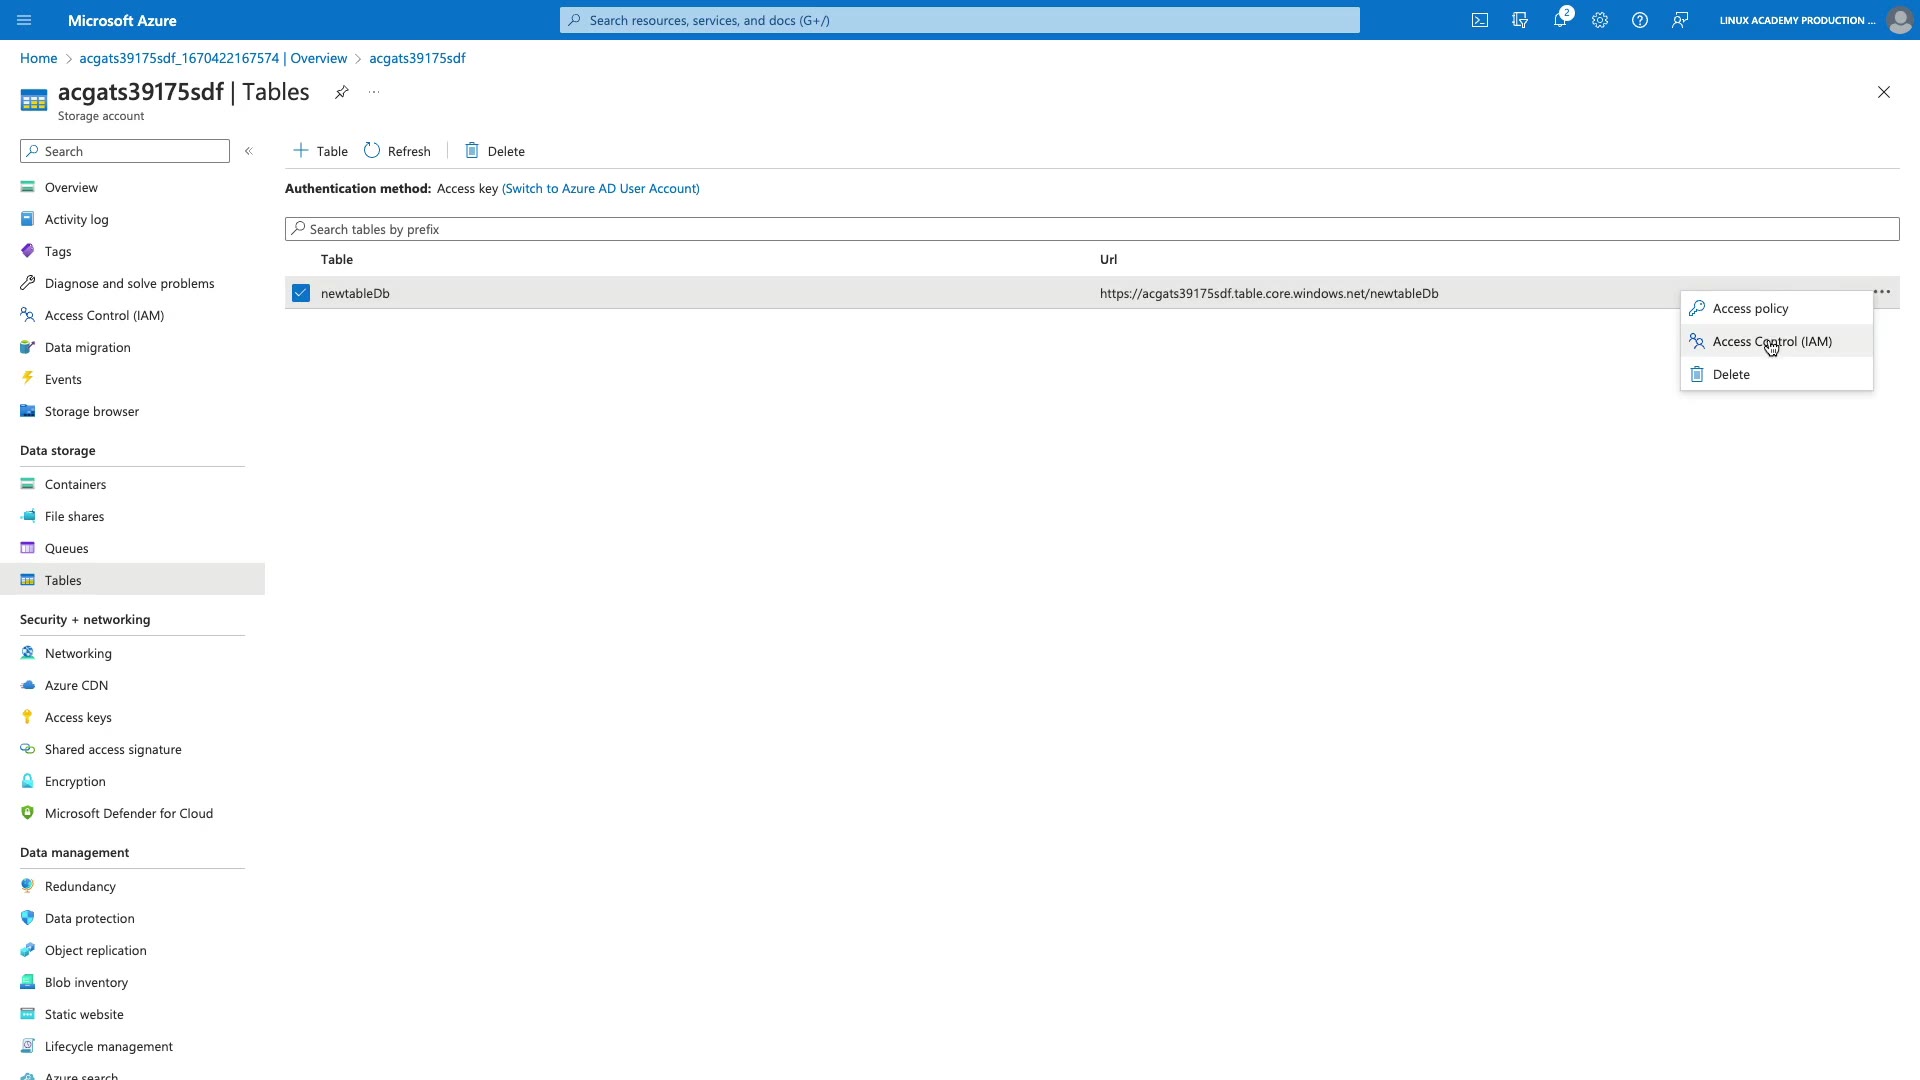 Microsoft Azure
Search resources, services, and docs (G+/)
2
LINUX ACADEMY PRODUCTION ...
Home > acgats39175sdf_1670422167574 | Overview > acgats39175sdf
acgats39175sdf | Tables
...
Storage account
Search
«
Table
Refresh
Delete
Overview
Activity log
Tags
Diagnose and solve problems
Access Control (IAM)
Data migration
Events
Storage browser
Data storage
Containers
File shares
Queues
Tables
Security + networking
Networking
Azure CDN
Access keys
Shared access signature
Encryption
Microsoft Defender for Cloud
Data management
Redundancy
Data protection
Object replication
Blob inventory
Static website
Lifecycle management
Azure search
Authentication method: Access key (Switch to Azure AD User Account)
Search tables by prefix
Table Url
newtableDb https://acgats39175sdf.table.core.windows.net/newtableDb
Access policy
Access Control (IAM)
Delete